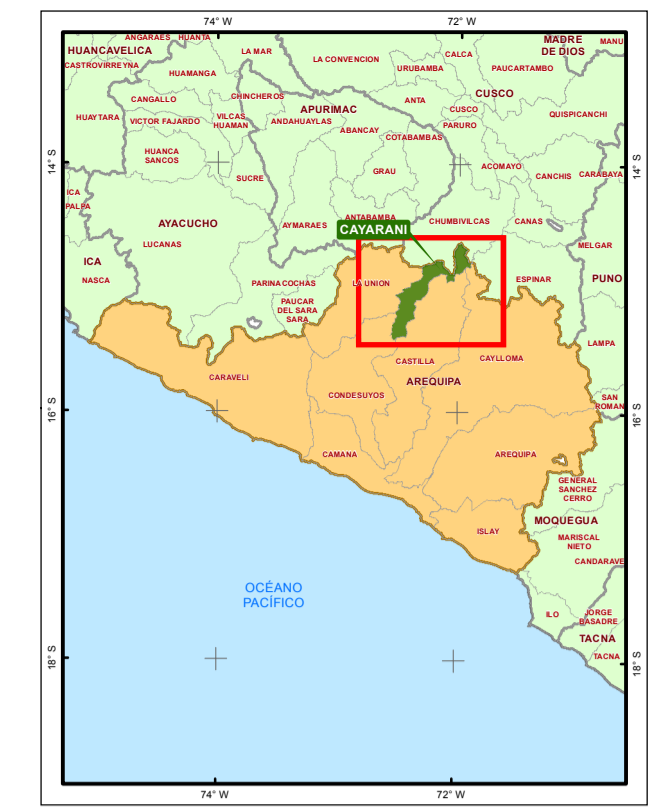 74° W
72° W
ANGARAES
HUANTA
HUANCAVELICA
CASTROVIRREYNA
LA MAR
LA CONVENCION
CALCA
MADRE
DE DIOS
MANU
HUAMANGA
URUBAMBA
PAUCARTAMBO
CANGALLO
CHINCHEROS
APURIMAC
ANTA
CUSCO
HUAYTARA
VICTOR FAJARDO
VILCAS
HUAMAN
ANDAHUAYLAS
ABANCAY
COTABAMBAS
CUSCO
PARURO
QUISPICANCHI
HUANCA
SANCOS
14° S
14° S
SUCRE
GRAU
ACOMAYO
CANCHIS
CARABAYA
ICA
PALPA
AYACUCHO
LUCANAS
AYMARAES
ANTABAMBA
CAYARANI
CHUMBIVILCAS
CANAS
MELGAR
ICA
NASCA
PARINACOCHAS
LA UNION
ESPINAR
PUNO
PAUCAR
DEL SARA
SARA
LAMPA
CASTILLA
CAYLLOMA
CARAVELI
AREQUIPA
CONDESUYOS
SAN
ROMAN
16° S
16° S
CAMANA
AREQUIPA
GENERAL
SANCHEZ
CERRO
ISLAY
MOQUEGUA
MARISCAL
NIETO
CANDARAVE
OCÉANO
PACÍFICO
ILO
JORGE
BASADRE
TACNA
TACNA
18° S
18° S
74° W
72° W